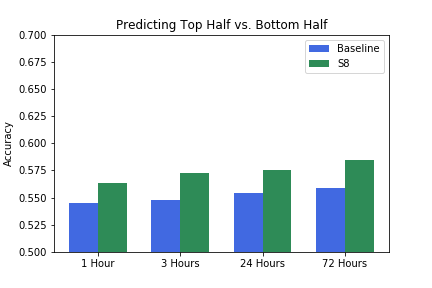 Predicting Top Half vs. Bottom Half
0.700
0.675
0.650
0.625
0.600
0.575
0.550
0.525
0.500
Accuracy
Baseline
S8
1 Hour
3 Hours
24 Hours
72 Hours